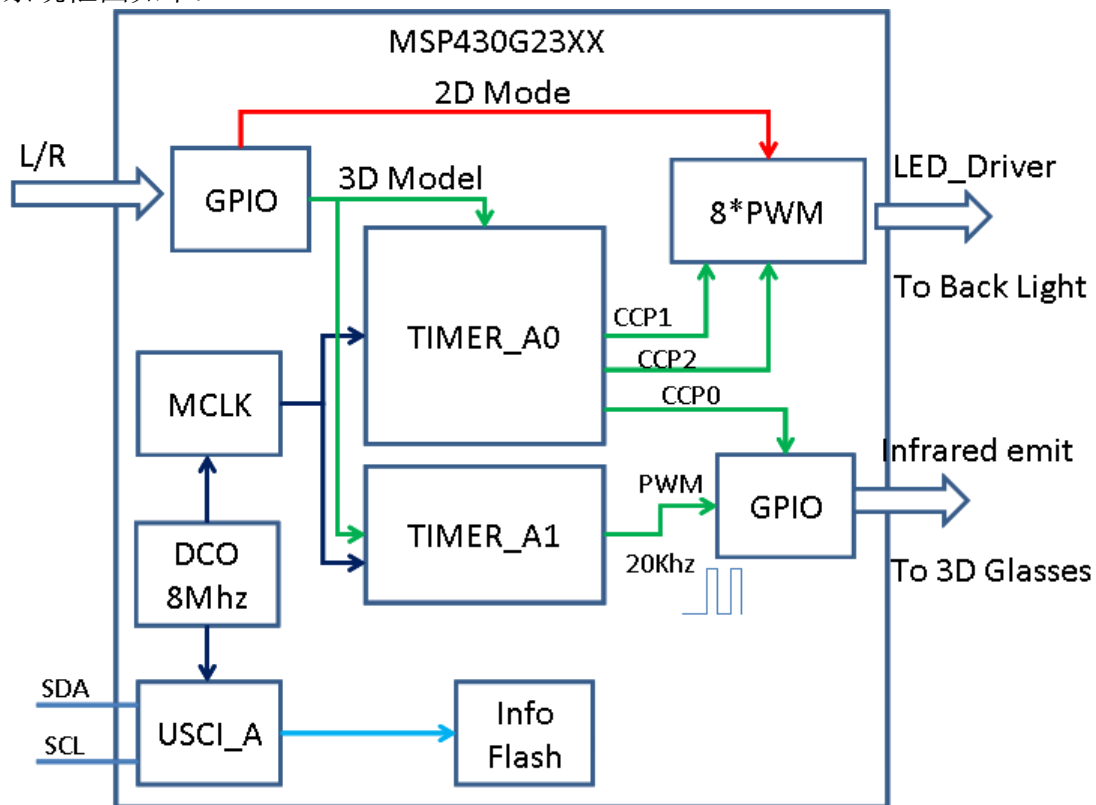 MSP430G23XX
2D Mode
L/R
GPIO
3D Model
8*PWM
LED_Driver
To Back Light
TIMER_A0
CCP1
CCP2
CCP0
MCLK
Infrared emit
TIMER_A1
PWM
GPIO
20Khz
To 3D Glasses
DCO
8Mhz
SDA
SCL
USCI_A
Info
Flash